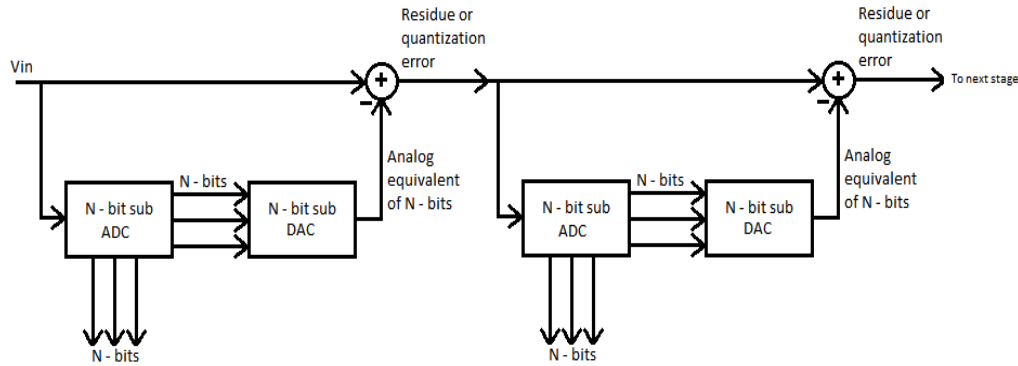 Vin
Residue or
quantization
error
+
−
N - bits
Analog
equivalent
of N - bits
N - bit sub
ADC
N - bit sub
DAC
N - bits
Residue or
quantization
error
+
−
To next stage
N - bits
Analog
equivalent
of N - bits
N - bit sub
ADC
N - bit sub
DAC
N - bits